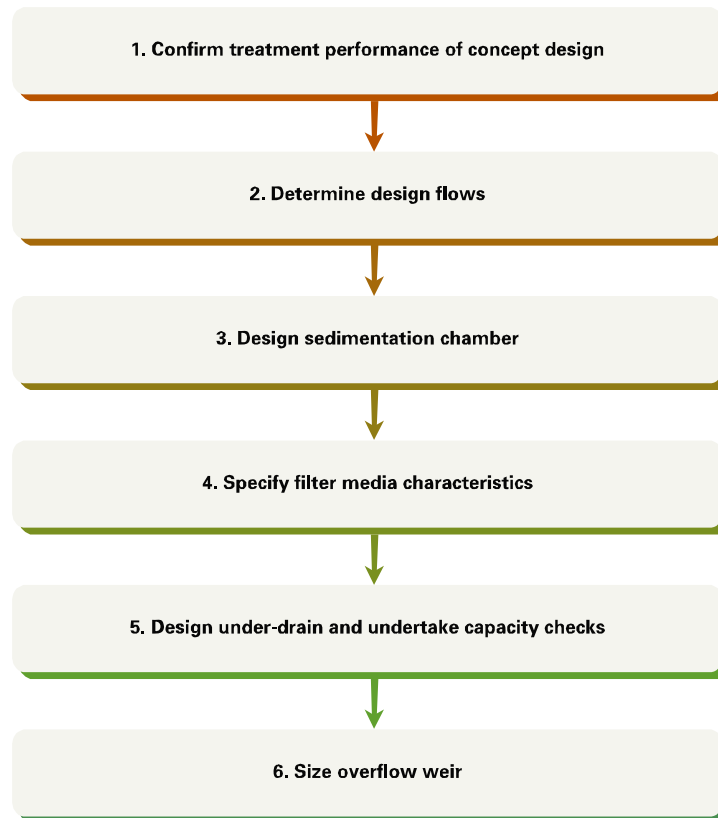 1. Confirm treatment performance of concept design
2. Determine design flows
3. Design sedimentation chamber
4. Specify filter media characteristics
5. Design under-drain and undertake capacity checks
6. Size overflow weir